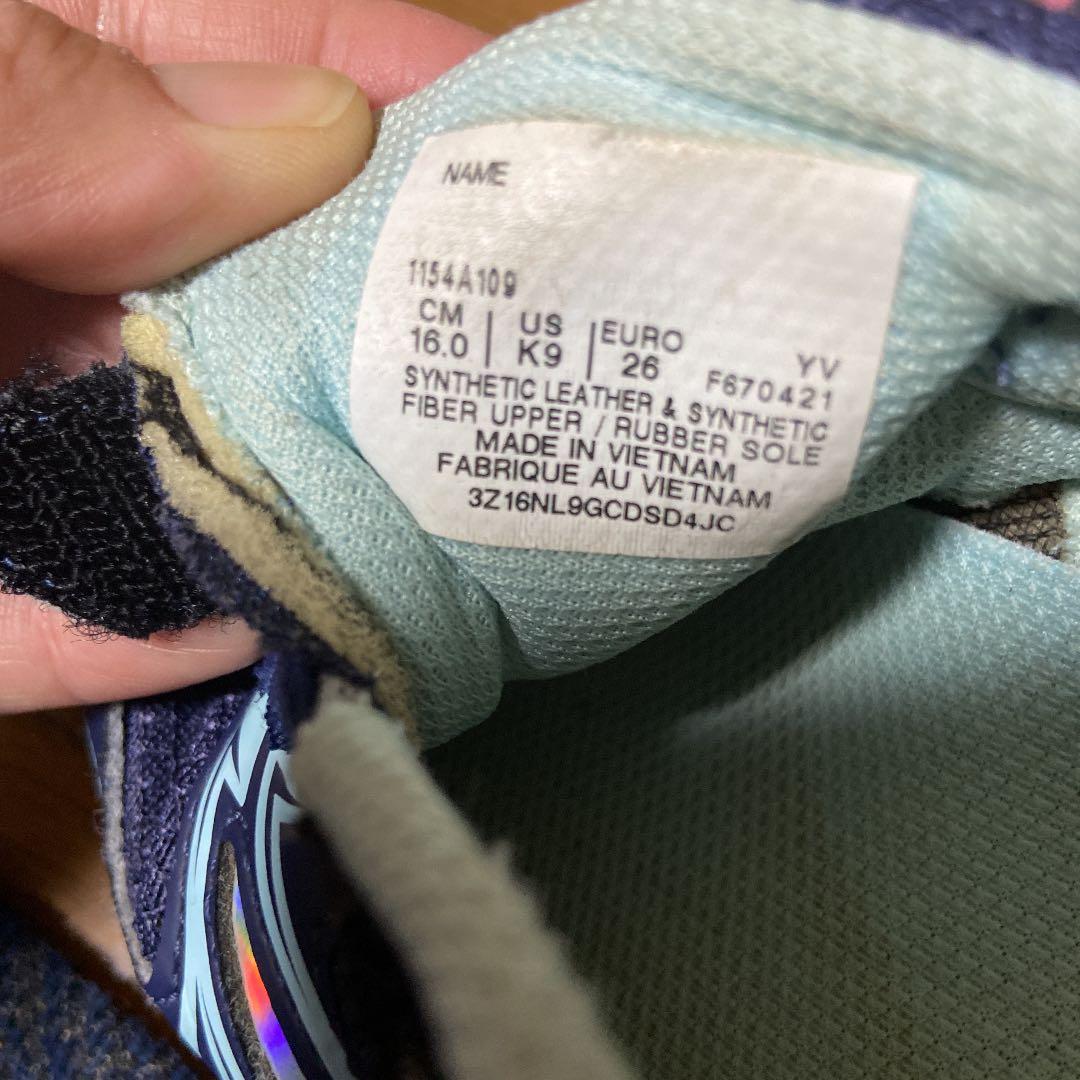 NAME
1154A109
CM | US | EURO YV
16.0 | K9 | 26 F670421
SYNTHETIC LEATHER & SYNTHETIC
FIBER UPPER / RUBBER SOLE
MADE IN VIETNAM
FABRIQUE AU VIETNAM
3Z16NL9GCDSD4JC